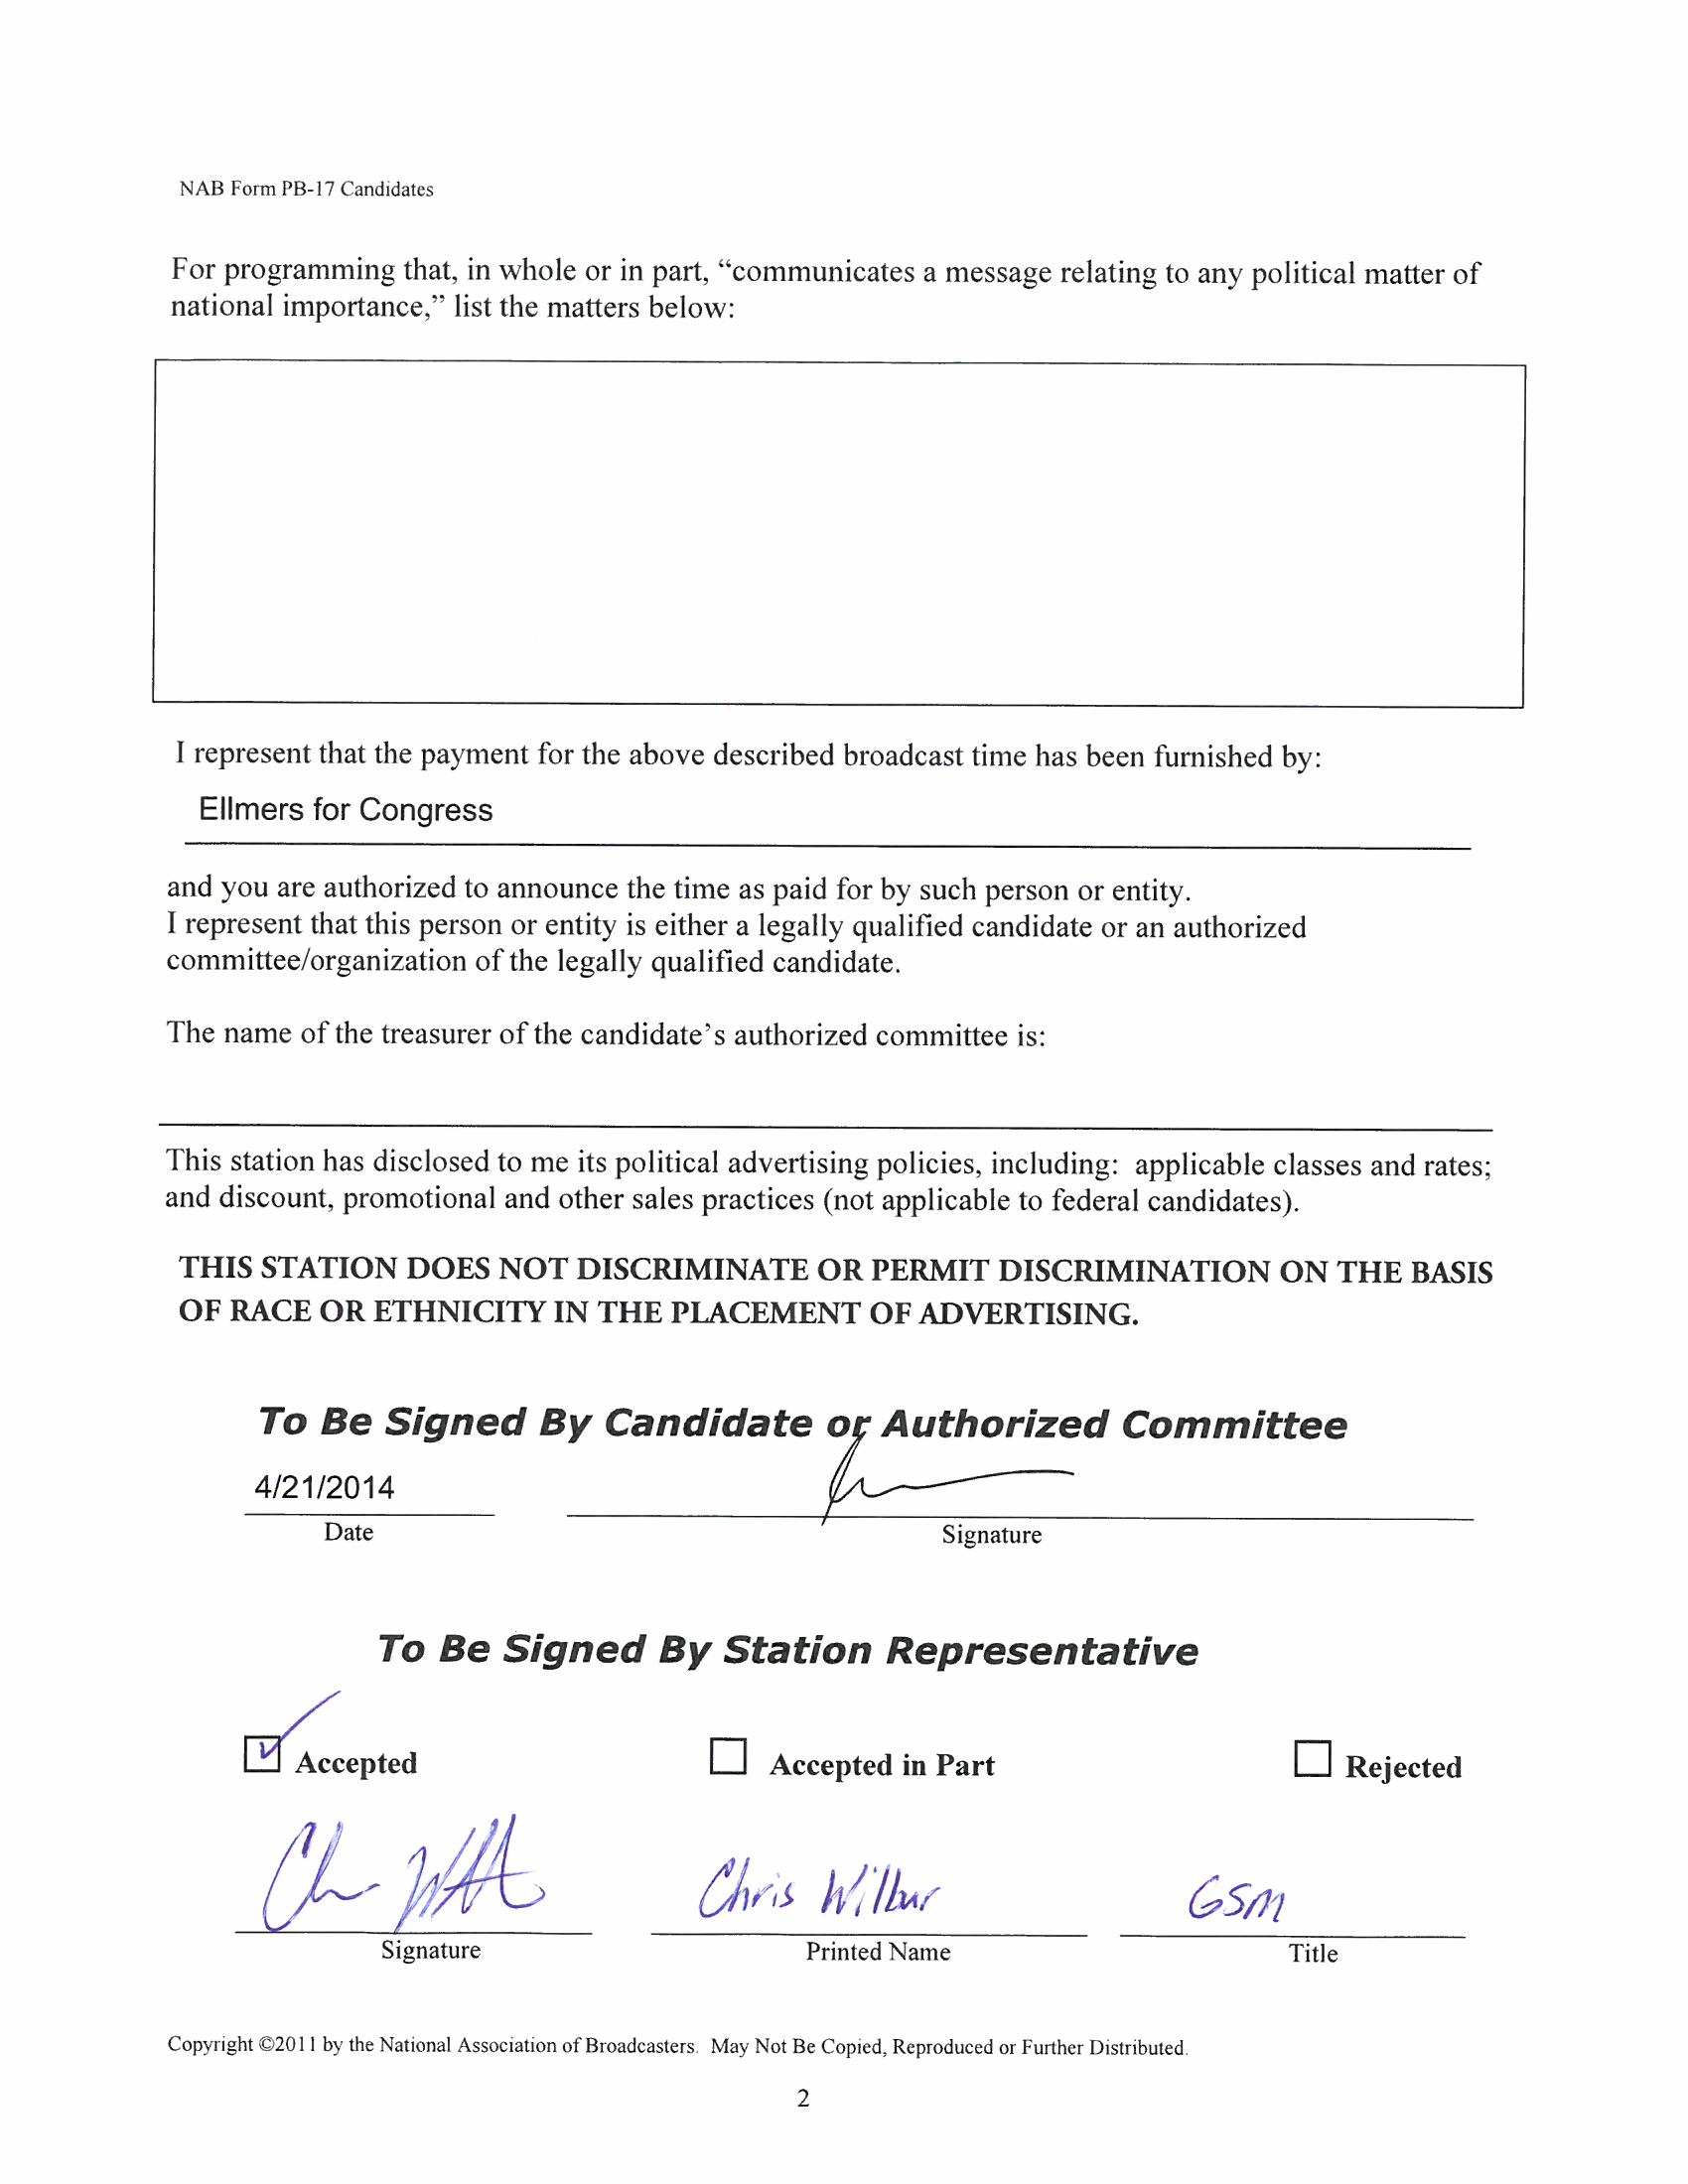 NAB Form PB-17 Candidates
For programming that, in whole or in part, “communicates a message relating to any political matter of
national importance,” list the matters below:
I represent that the payment for the above described broadcast time has been furnished by:
Ellmers for Congress
and you are authorized to announce the time as paid for by such person or entity.
I represent that this person or entity is either a legally qualified candidate or an authorized
committee/organization of the legally qualified candidate.
The name of the treasurer of the candidate’s authorized committee is:
This station has disclosed to me its political advertising policies, including: applicable classes and rates;
and discount, promotional and other sales practices (not applicable to federal candidates).
THIS STATION DOES NOT DISCRIMINATE OR PERMIT DISCRIMINATION ON THE BASIS
OF RACE OR ETHNICITY IN THE PLACEMENT OF ADVERTISING.
To Be Signed By Candidate or Authorized Committee
4/21/2014
Date Signature
To Be Signed By Station Representative
Accepted Accepted in Part Rejected
Chris Wilbur GSM
Signature Printed Name Title
Copyright ©2011 by the National Association of Broadcasters. May Not Be Copied, Reproduced or Further Distributed.
2